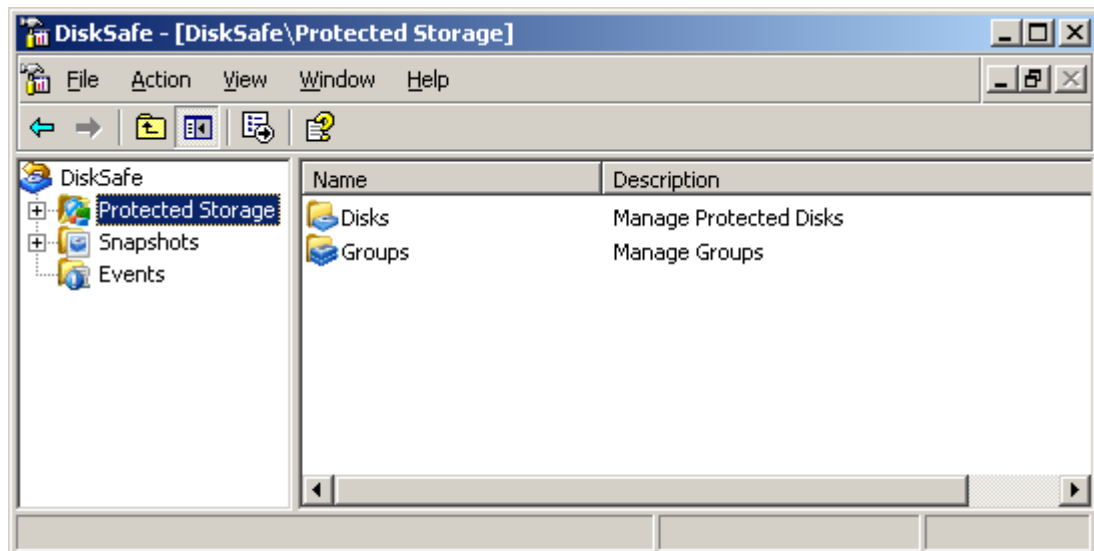 DiskSafe - [DiskSafe\Protected Storage]
File Action View Window Help
DiskSafe
Protected Storage
Snapshots
Events
Name Description
Disks Manage Protected Disks
Groups Manage Groups